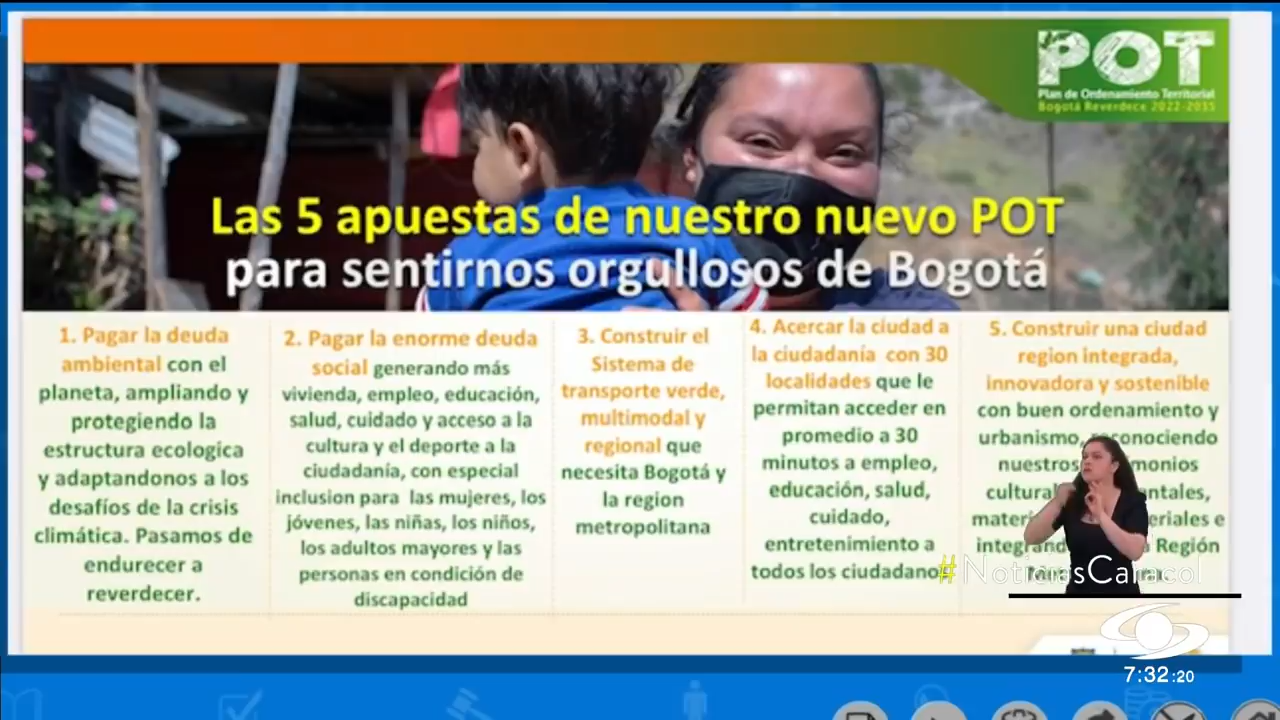 POT
Plan de Ordenamiento Territorial
Bogotá Reverdece 2022-2035
Las 5 apuestas de nuestro nuevo POT
para sentirnos orgullosos de Bogotá
1. Pagar la deuda
ambiental con el
planeta, ampliando y
protegiendo la
estructura ecologica
y adaptandonos a los
desafíos de la crisis
climática. Pasamos de
endurecer a
reverdecer.
2. Pagar la enorme deuda
social generando más
vivienda, empleo, educación,
salud, cuidado y acceso a la
cultura y el deporte a la
ciudadanía, con especial
inclusion para las mujeres, los
jóvenes, las niñas, los niños,
los adultos mayores y las
personas en condición de
discapacidad
3. Construir el
Sistema de
transporte verde,
multimodal y
regional que
necesita Bogotá y
la region
metropolitana
4. Acercar la ciudad a
la ciudadanía con 30
localidades que le
permitan acceder en
promedio a 30
minutos a empleo,
educación, salud,
cuidado,
entretenimiento a
todos los ciudadanos
5. Construir una ciudad
region integrada,
innovadora y sostenible
con buen ordenamiento y
urbanismo, reconociendo
nuestros
Región
#NoticiasCaracol
7:32:20